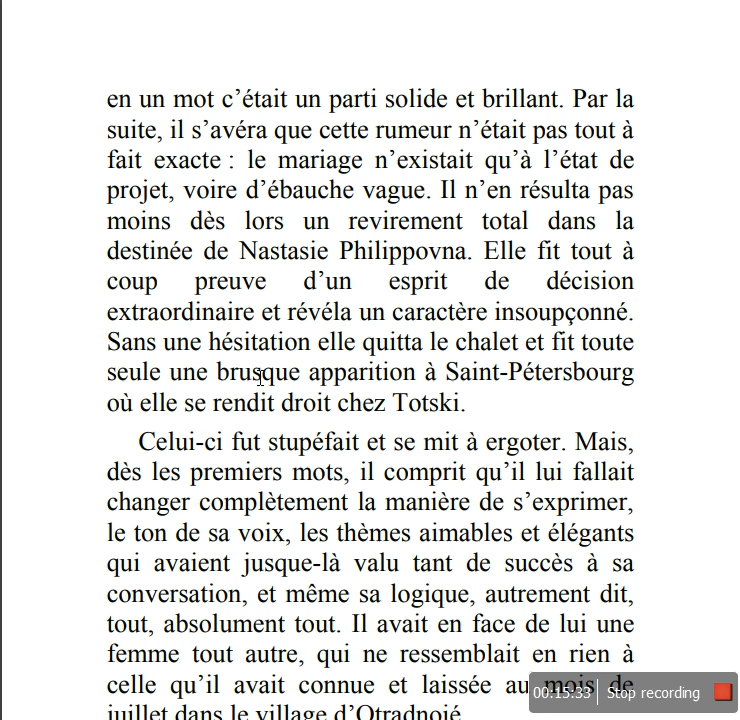 en un mot c’était un parti solide et brillant. Par la
suite, il s’avéra que cette rumeur n’était pas tout à
fait exacte : le mariage n’existait qu’à l’état de
projet, voire d’ébauche vague. Il n’en résulta pas
moins dès lors un revirement total dans la
destinée de Nastasie Philippovna. Elle fit tout à
coup preuve d’un esprit de décision
extraordinaire et révéla un caractère insoupçonné.
Sans une hésitation elle quitta le chalet et fit toute
seule une brusque apparition à Saint-Pétersbourg
où elle se rendit droit chez Totski.
Celui-ci fut stupéfait et se mit à ergoter. Mais,
dès les premiers mots, il comprit qu’il lui fallait
changer complètement la manière de s’exprimer,
le ton de sa voix, les thèmes aimables et élégants
qui avaient jusque-là valu tant de succès à sa
conversation, et même sa logique, autrement dit,
tout, absolument tout. Il avait en face de lui une
femme tout autre, qui ne ressemblait en rien à
celle qu’il avait connue et laissée au mois de
juillet dans le village d’Otradnoié.
00:15:33 Stop recording